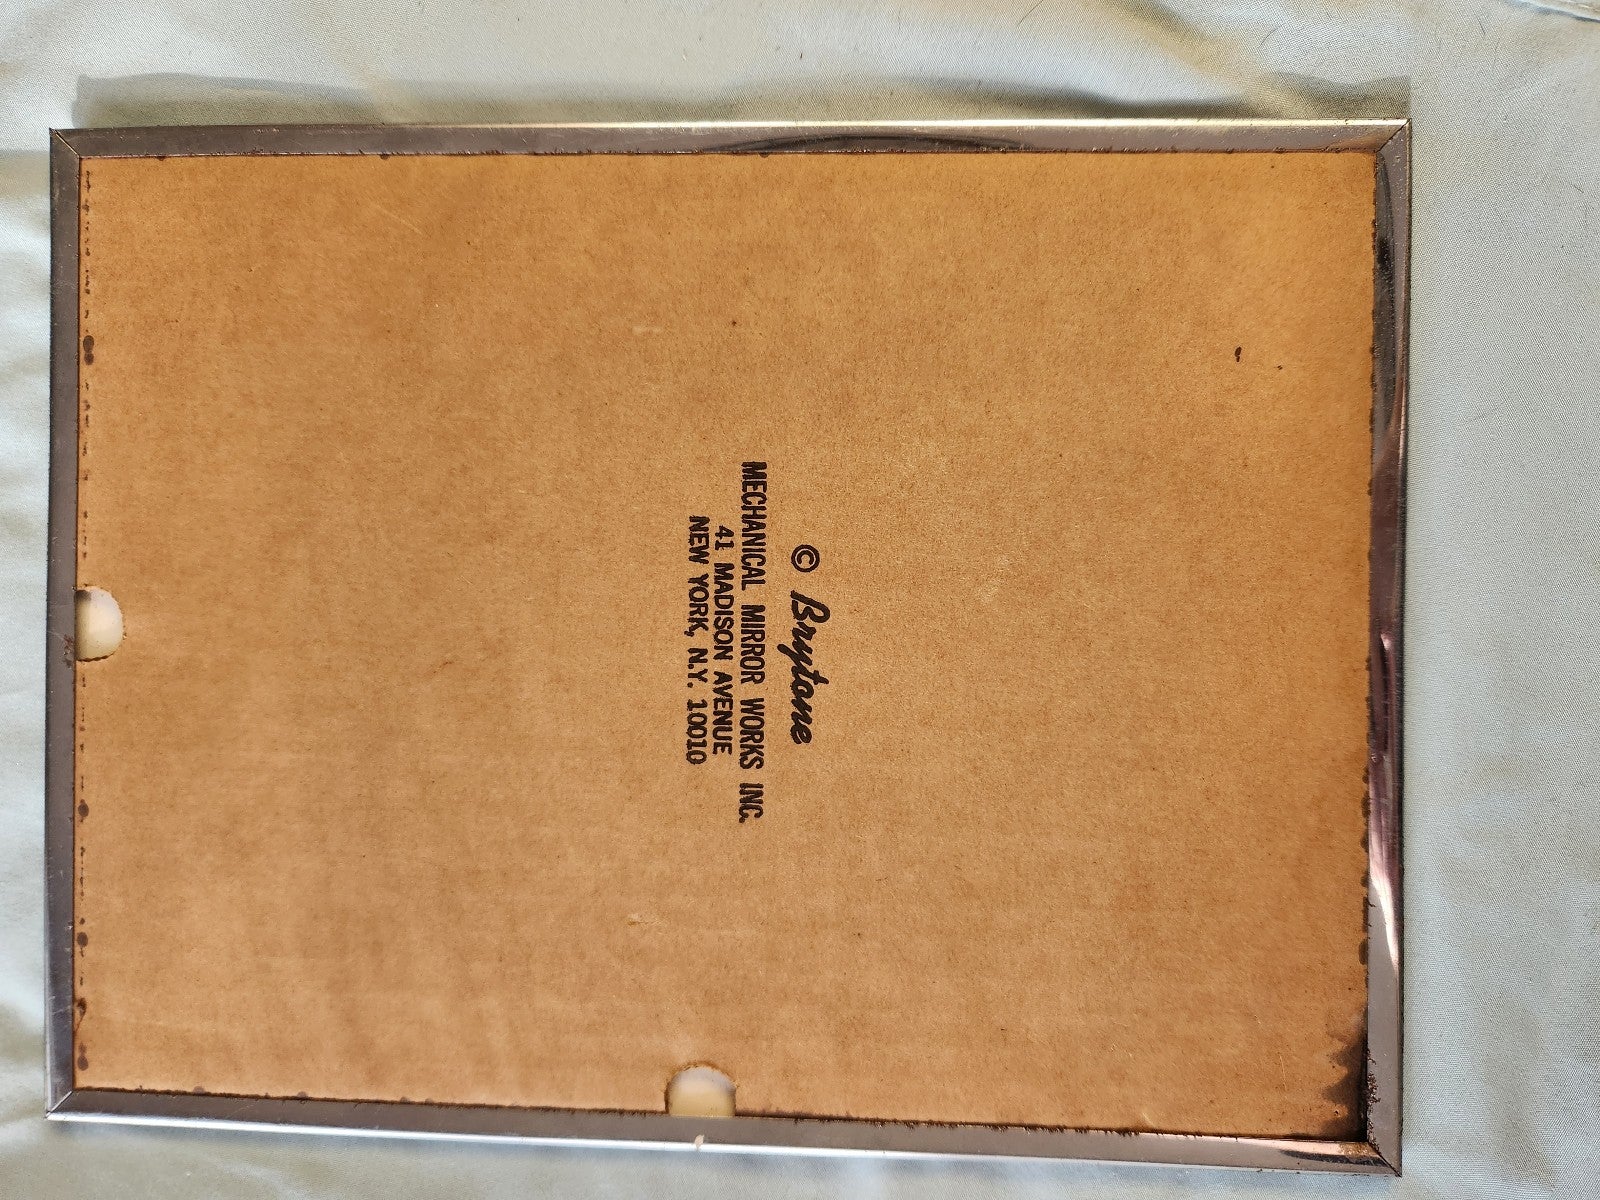 © Brytone
MECHANICAL MIRROR WORKS INC.
41 MADISON AVENUE
NEW YORK, N.Y. 10010